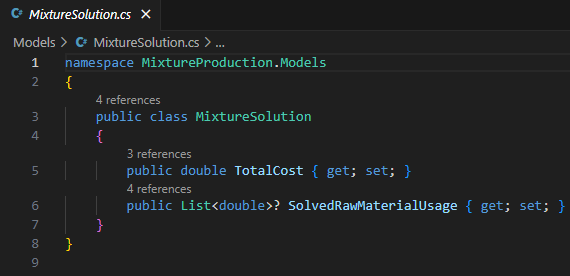 MixtureSolution.cs ×
Models > MixtureSolution.cs > ...
1 namespace MixtureProduction.Models
2 {
4 references
3 public class MixtureSolution
4 {
3 references
5 public double TotalCost { get; set; }
4 references
6 public List<double>? SolvedRawMaterialUsage { get; set; }
7 }
8 }
9